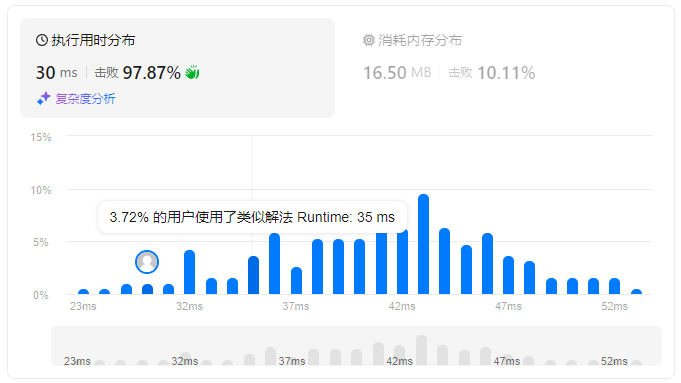 执行用时分布
30 ms | 击败 97.87%
复杂度分析
消耗内存分布
16.50 MB | 击败 10.11%
15%
10%
5%
0%
3.72% 的用户使用了类似解法 Runtime: 35 ms
23ms 32ms 37ms 42ms 47ms 52ms
23ms 32ms 37ms 42ms 47ms 52ms